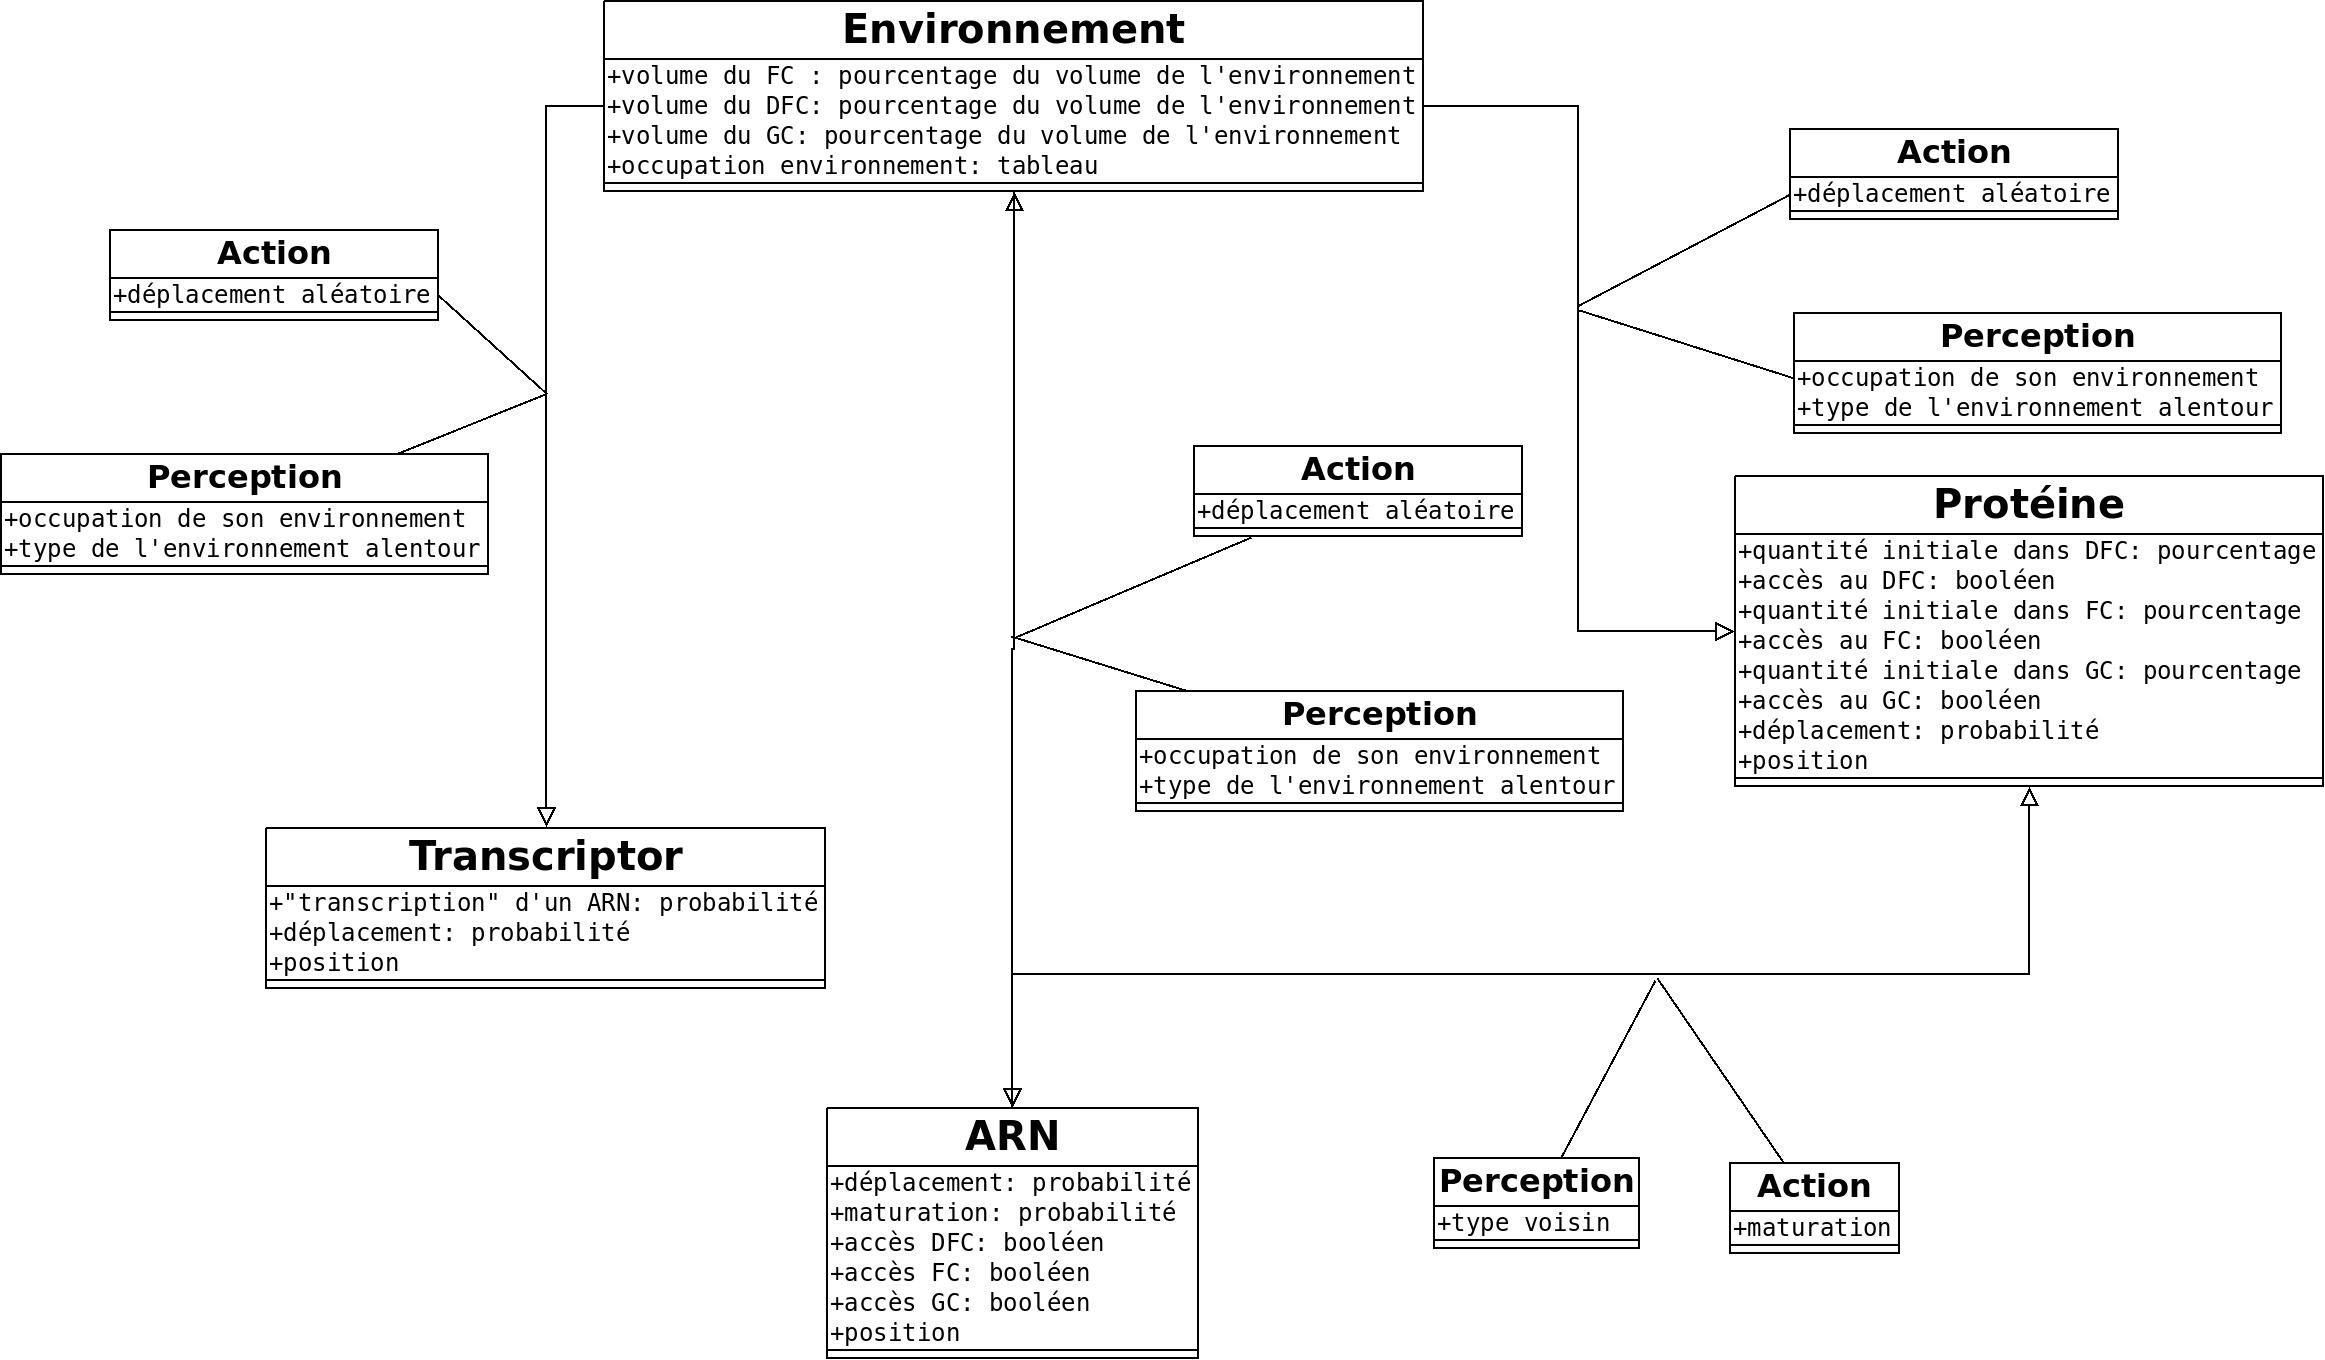 Environnement
+volume du FC : pourcentage du volume de l'environnement
+volume du DFC: pourcentage du volume de l'environnement
+volume du GC: pourcentage du volume de l'environnement
+occupation environnement: tableau
Action
+déplacement aléatoire
Action
+déplacement aléatoire
Perception
+occupation de son environnement
+type de l'environnement alentour
Perception
+occupation de son environnement
+type de l'environnement alentour
Action
+déplacement aléatoire
Protéine
+quantité initiale dans DFC: pourcentage
+accès au DFC: booléen
+quantité initiale dans FC: pourcentage
+accès au FC: booléen
+quantité initiale dans GC: pourcentage
+accès au GC: booléen
+déplacement: probabilité
+position
Perception
+occupation de son environnement
+type de l'environnement alentour
Transcriptor
+"transcription" d'un ARN: probabilité
+déplacement: probabilité
+position
ARN
+déplacement: probabilité
+maturation: probabilité
+accès DFC: booléen
+accès FC: booléen
+accès GC: booléen
+position
Perception
+type voisin
Action
+maturation